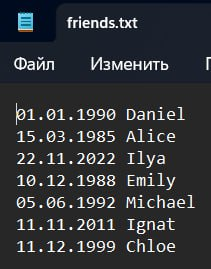 friends.txt
Файл
Изменить
01.01.1990 Daniel
15.03.1985 Alice
22.11.2022 Ilya
10.12.1988 Emily
05.06.1992 Michael
11.11.2011 Ignat
11.12.1999 Chloe